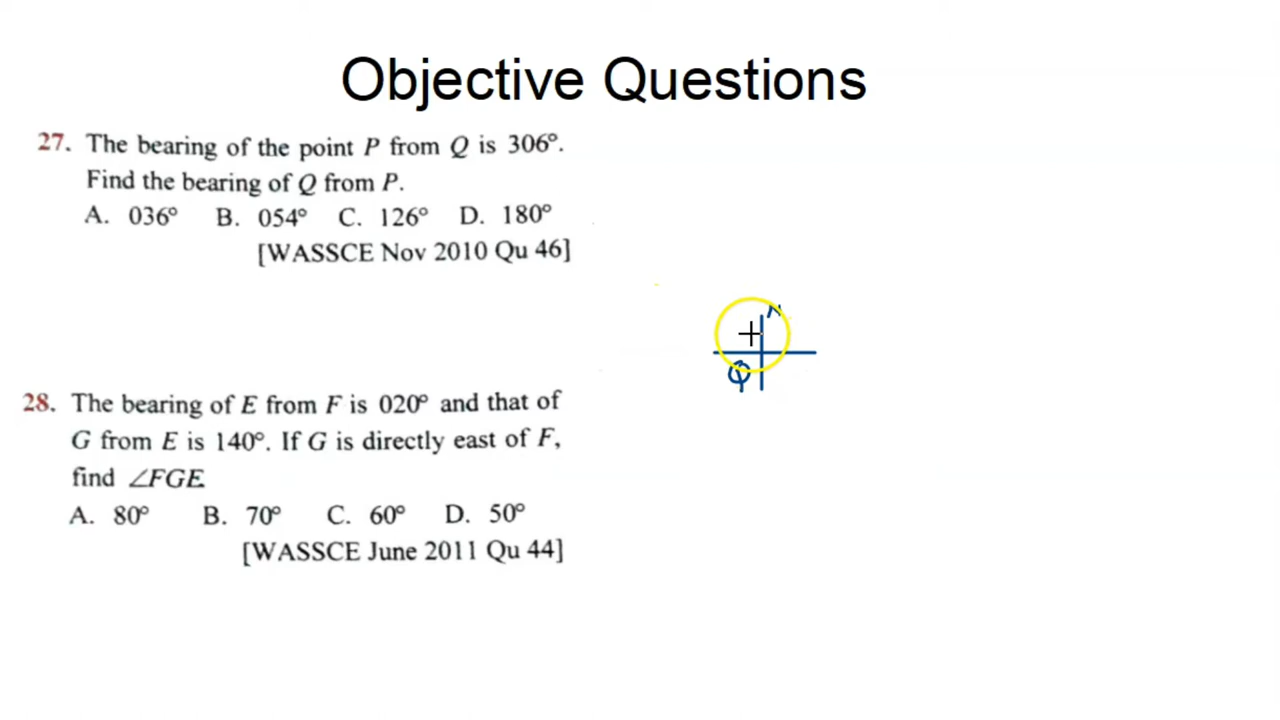 Objective Questions
27. The bearing of the point P from Q is 306°.
Find the bearing of Q from P.
A. 036° B. 054° C. 126° D. 180°
[WASSCE Nov 2010 Qu 46]
N
Q
28. The bearing of E from F is 020° and that of
G from E is 140°. If G is directly east of F,
find ∠FGE
A. 80° B. 70° C. 60° D. 50°
[WASSCE June 2011 Qu 44]